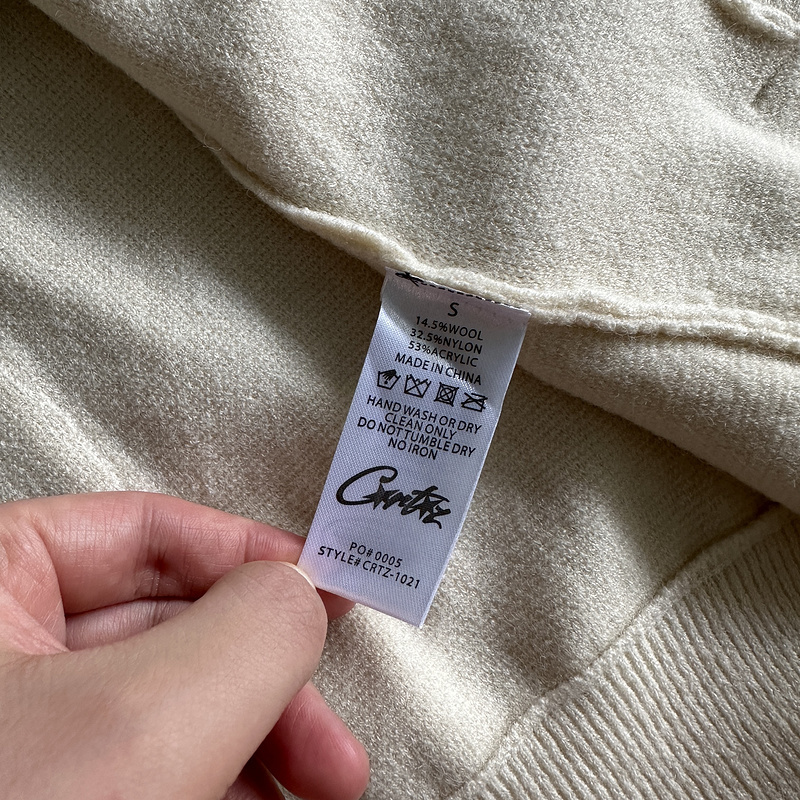 S
14.5%WOOL
32.5%NYLON
53%ACRYLIC
MADE IN CHINA
HAND WASH OR DRY
CLEAN ONLY
DO NOT TUMBLE DRY
NO IRON
Corteiz
PO# 0005
STYLE# CRTZ-1021